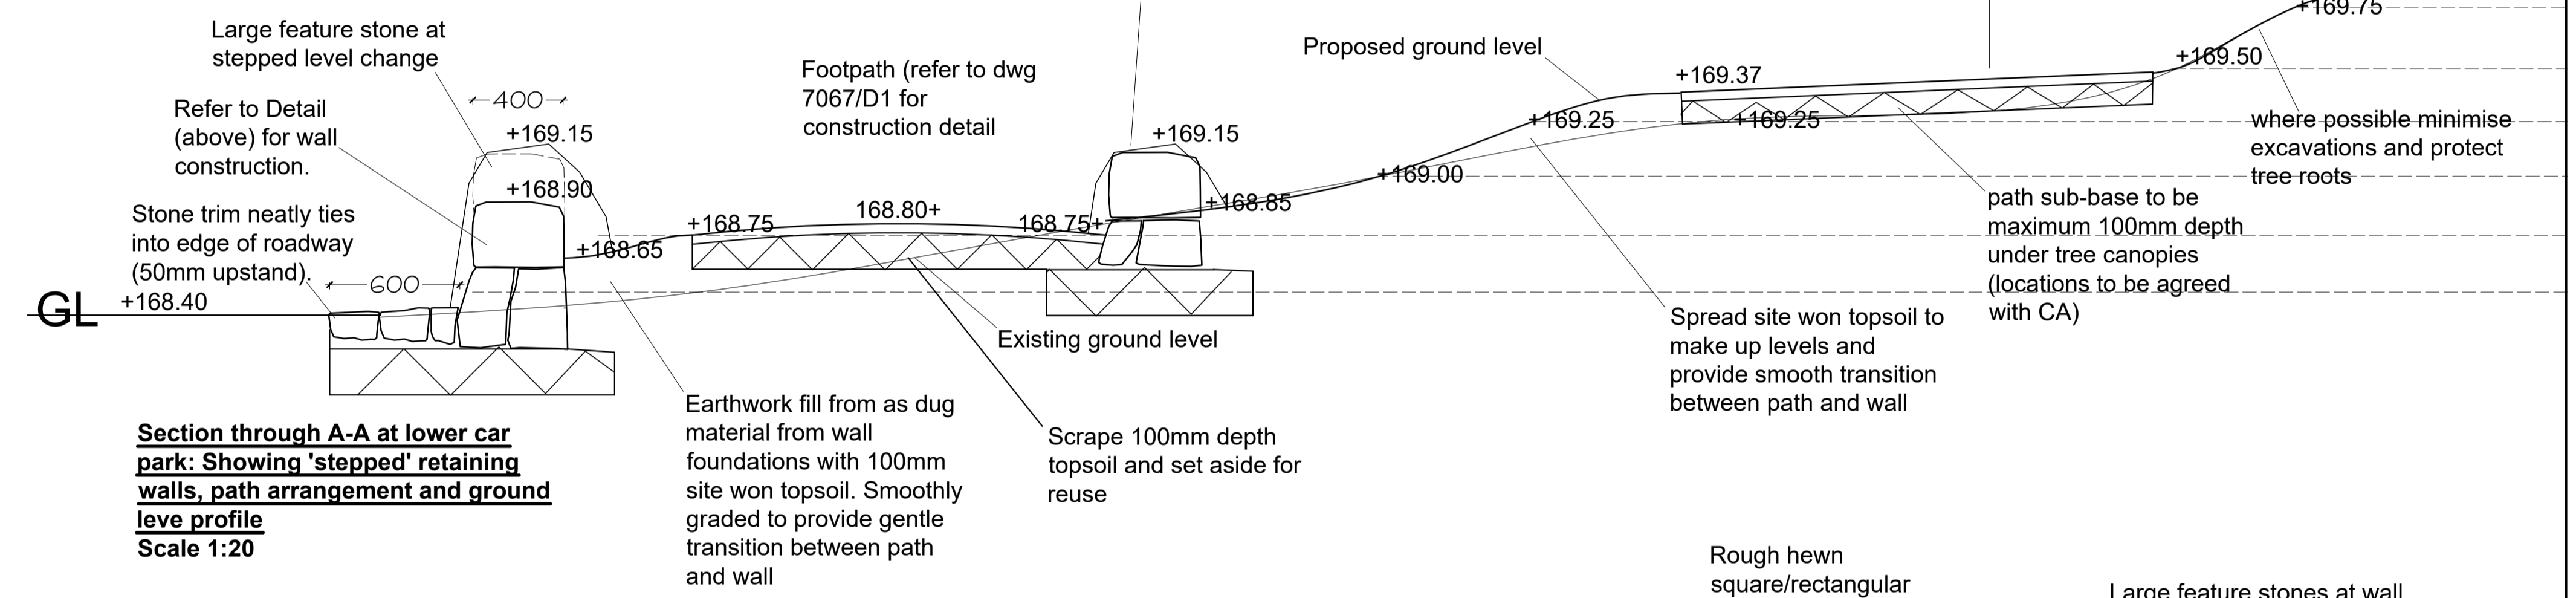 Large feature stone at
stepped level change
Refer to Detail
(above) for wall
construction.
Stone trim neatly ties
into edge of roadway
(50mm upstand).
GL
+168.40
400
+169.15
+168.90
600
+168.65
Footpath (refer to dwg
7067/D1 for
construction detail
+168.75
168.80+
168.75+
+169.15
+168.85
Existing ground level
Scrape 100mm depth
topsoil and set aside for
reuse
Earthwork fill from as dug
material from wall
foundations with 100mm
site won topsoil. Smoothly
graded to provide gentle
transition between path
and wall
Proposed ground level
+169.00
+169.25
+169.37
+169.25
+169.50
+169.75
where possible minimise
excavations and protect
tree roots
path sub-base to be
maximum 100mm depth
under tree canopies
(locations to be agreed
with CA)
Spread site won topsoil to
make up levels and
provide smooth transition
between path and wall
Section through A-A at lower car
park: Showing 'stepped' retaining
walls, path arrangement and ground
leve profile
Scale 1:20
Rough hewn
square/rectangular
Large feature stones at wall